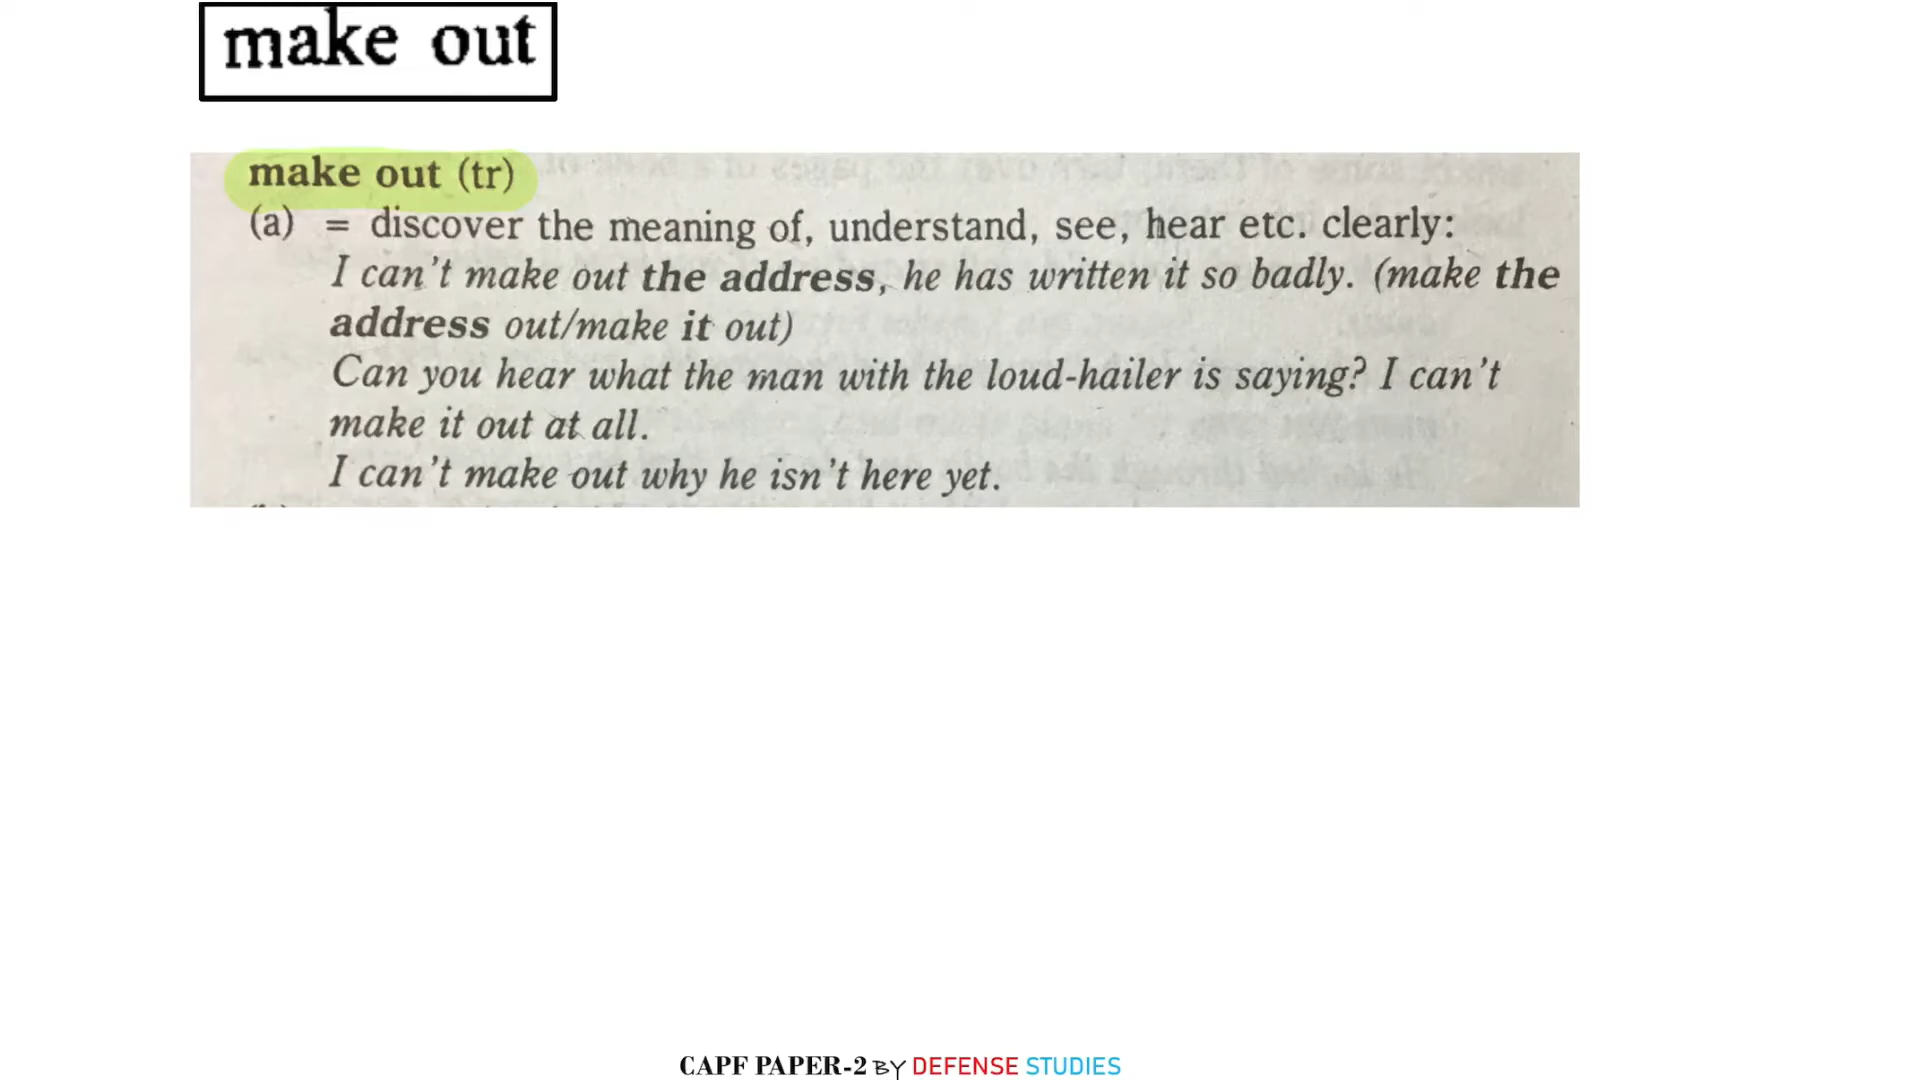 make out
make out (tr)
(a) = discover the meaning of, understand, see, hear etc. clearly:
I can't make out the address, he has written it so badly. (make the
address out/make it out)
Can you hear what the man with the loud-hailer is saying? I can't
make it out at all.
I can't make out why he isn't here yet.
CAPF PAPER-2 BY DEFENSE STUDIES